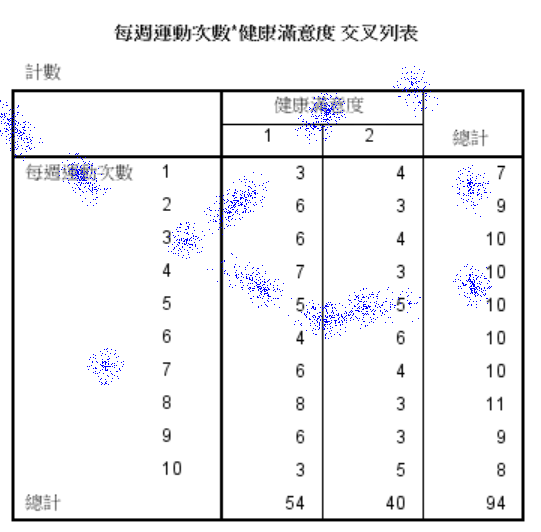 每週運動次數*健康滿意度 交叉列表
計數
健康滿意度
1 2 總計
每週運動次數 1 3 4 7
2 6 3 9
3 6 4 10
4 7 3 10
5 5 5 10
6 4 6 10
7 6 4 10
8 8 3 11
9 6 3 9
10 3 5 8
總計 54 40 94